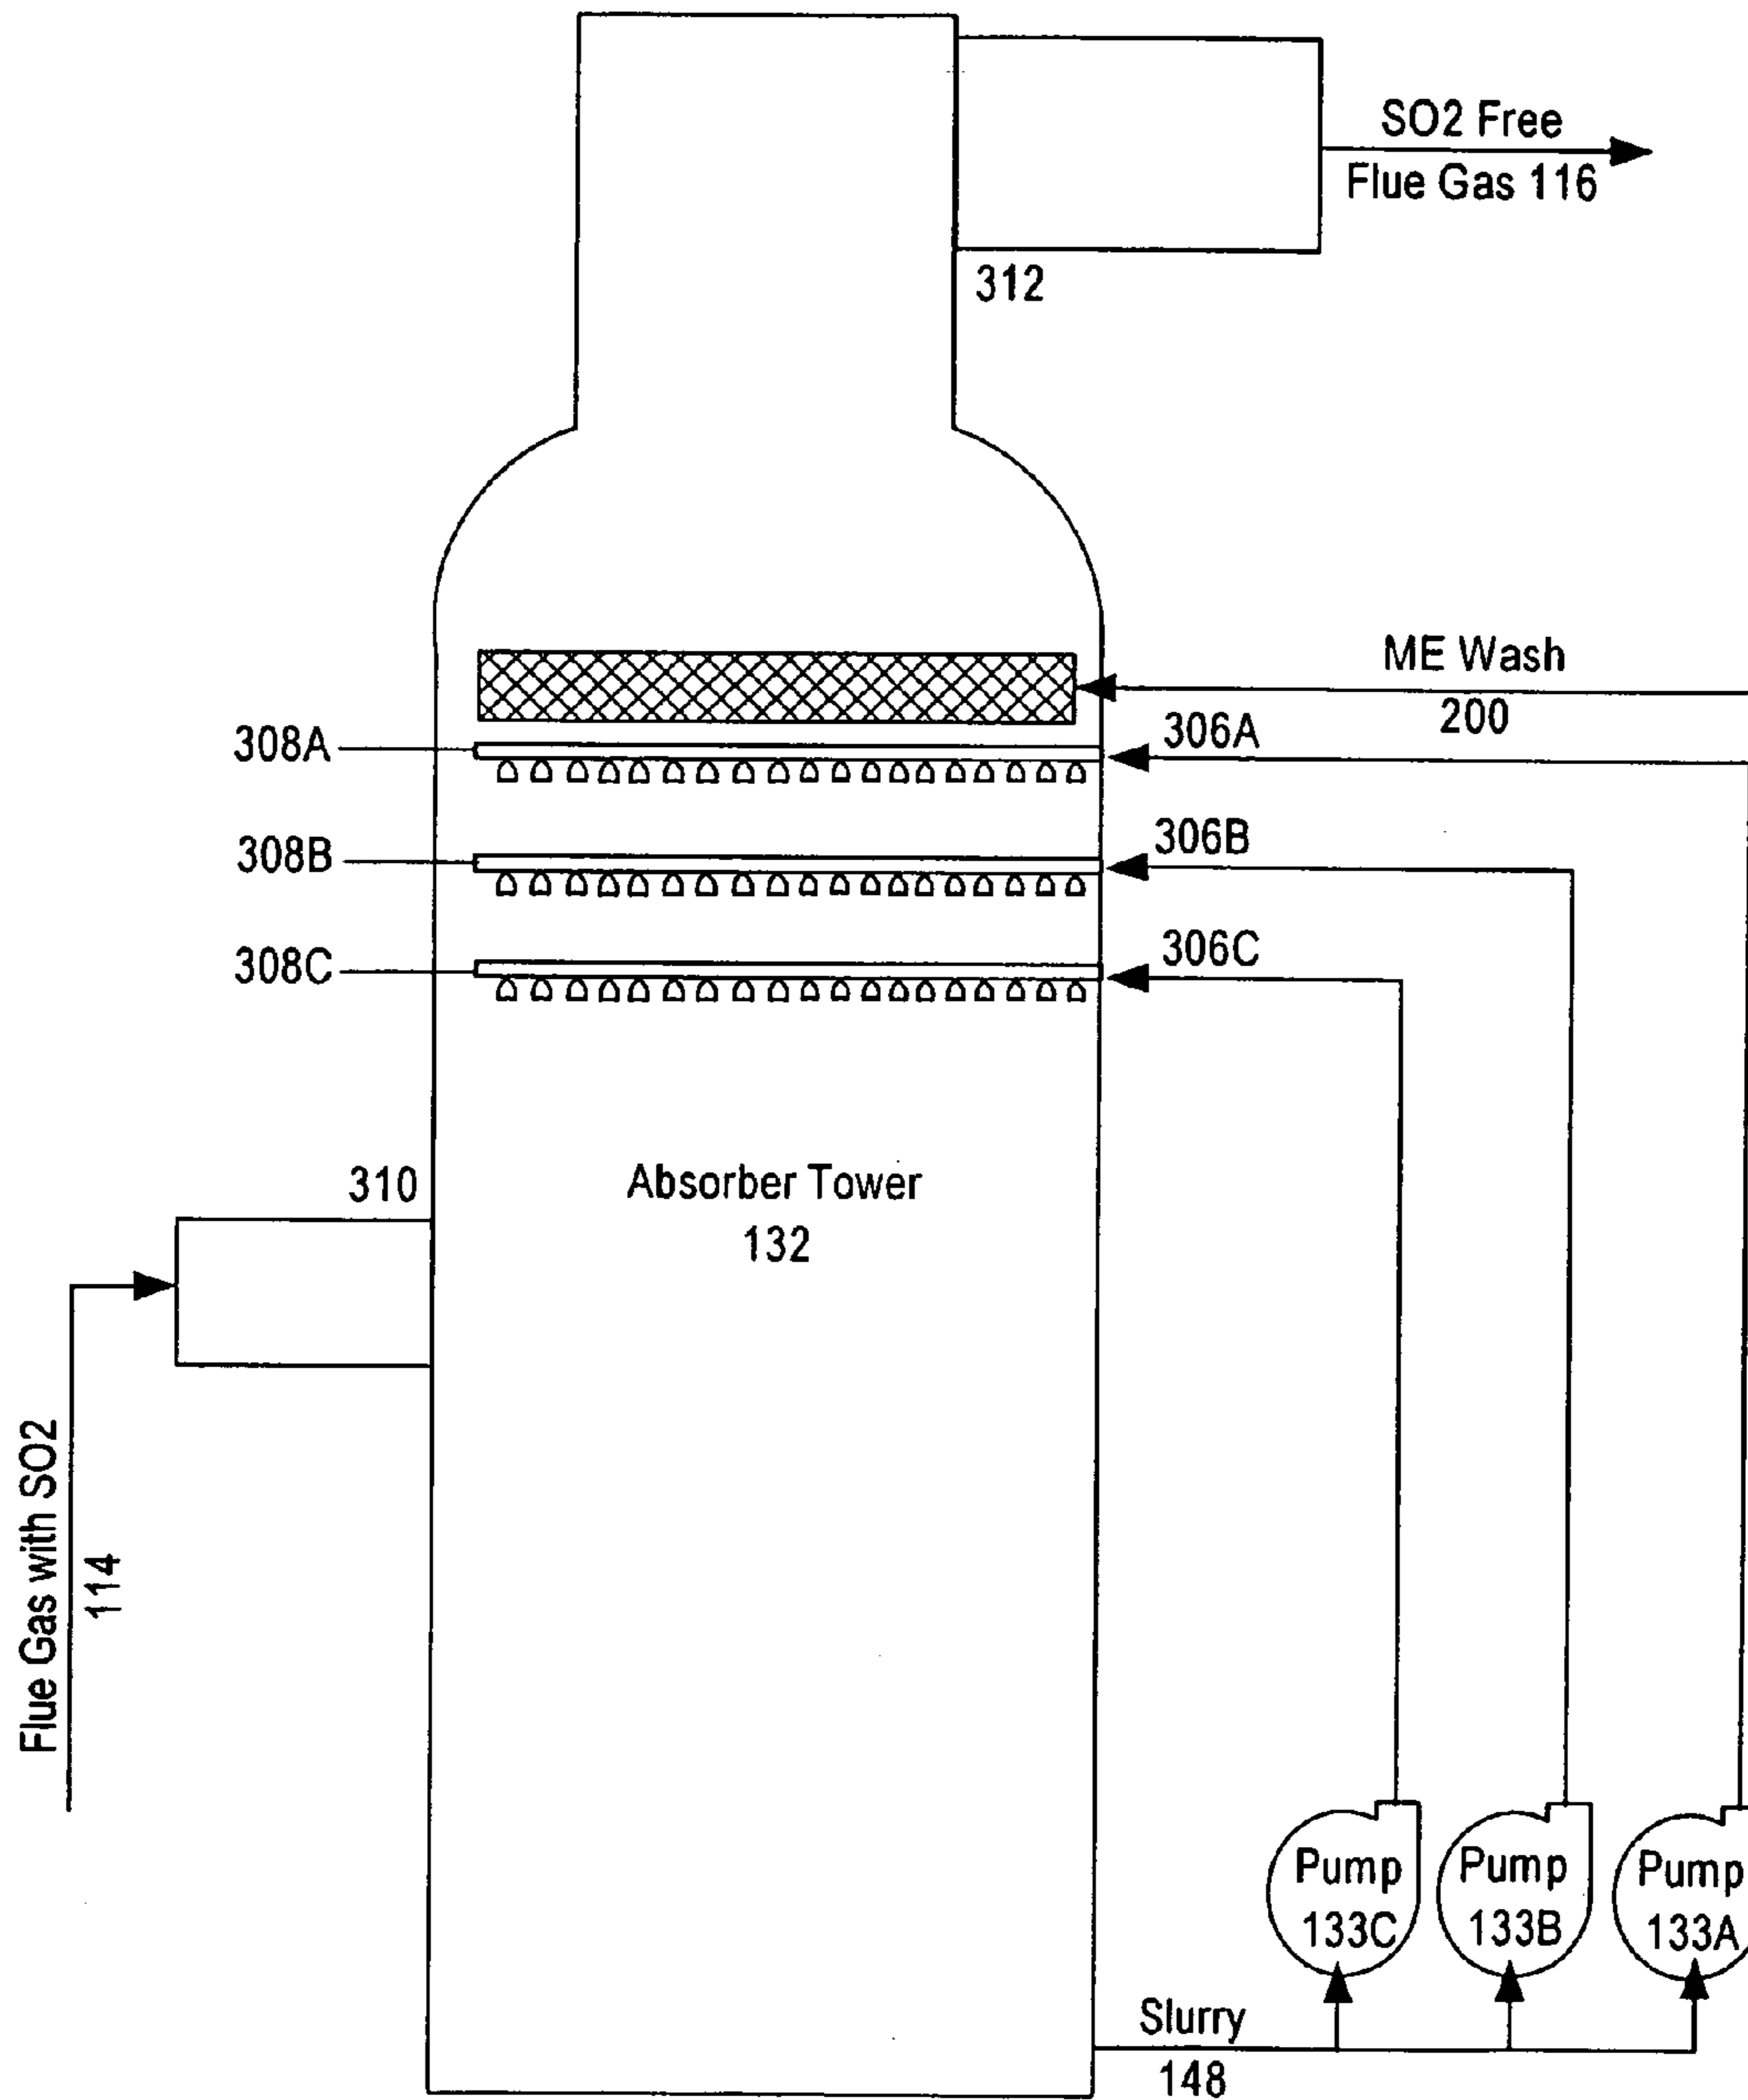 SO2 Free
Flue Gas 116
312
ME Wash
200
308A
306A
308B
306B
308C
306C
310
Absorber Tower
132
Flue Gas with SO2
114
Pump
133C
Pump
133B
Pump
133A
Slurry
148